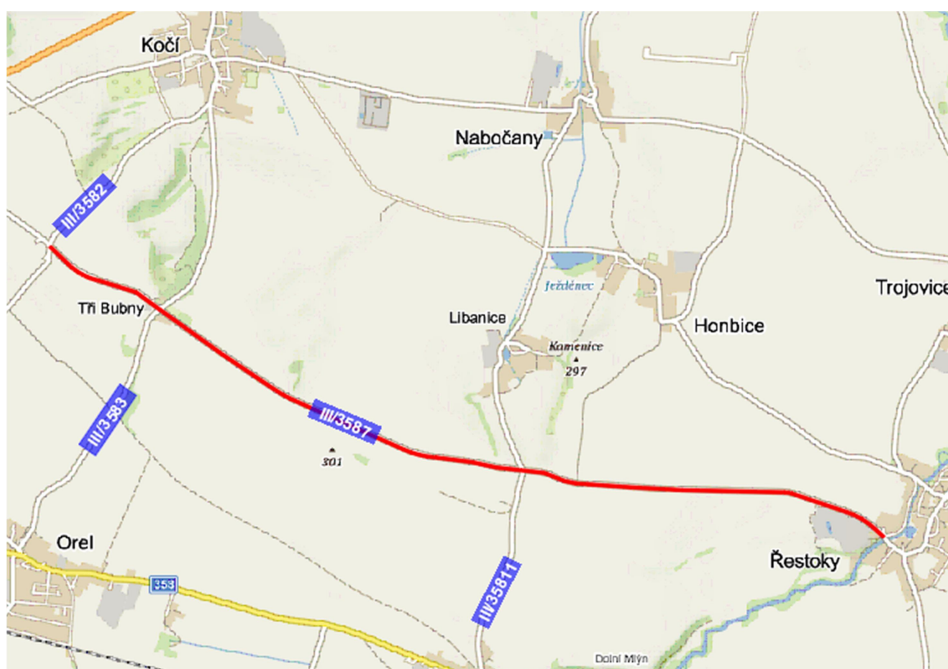 Kočí
Nabočany
III/3582
Trojovice
Ježdénec
Tři Bubny
Libanice
Honbice
Kamenice
297
III/3583
III/3587
301
Orel
358
Řestoky
III/35811
Dolní Mlýn